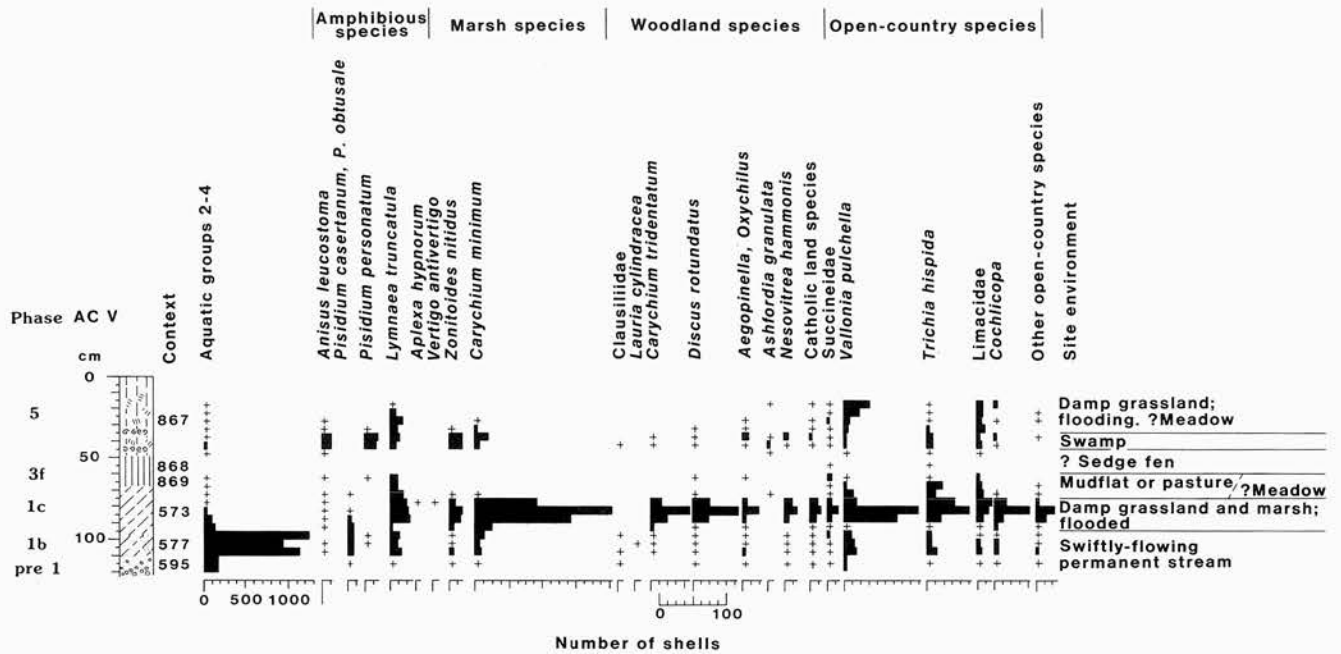 Amphibious species
Marsh species
Woodland species
Open-country species
Phase AC V
cm
Context
Aquatic groups 2-4
Anisus leucostoma
Pisidium casertanum, P. obtusale
Pisidium personatum
Lymnaea truncatula
Aplexa hypnorum
Vertigo antivertigo
Zonitoides nitidus
Carychium minimum
Clausiliidae
Lauria cylindracea
Carychium tridentatum
Discus rotundatus
Aegopinella, Oxychilus
Ashfordia granulata
Nesovitrea hammonis
Catholic land species
Succineidae
Vallonia pulchella
Trichia hispida
Limacidae
Cochlicopa
Other open-country species
Site environment
0
50
100
5
3f
1c
1b
pre 1
867
868
869
573
577
595
Damp grassland;
flooding. ?Meadow
Swamp
? Sedge fen
Mudflat or pasture / ?Meadow
Damp grassland and marsh;
flooded
Swiftly-flowing
permanent stream
0 500 1000
0 100
Number of shells